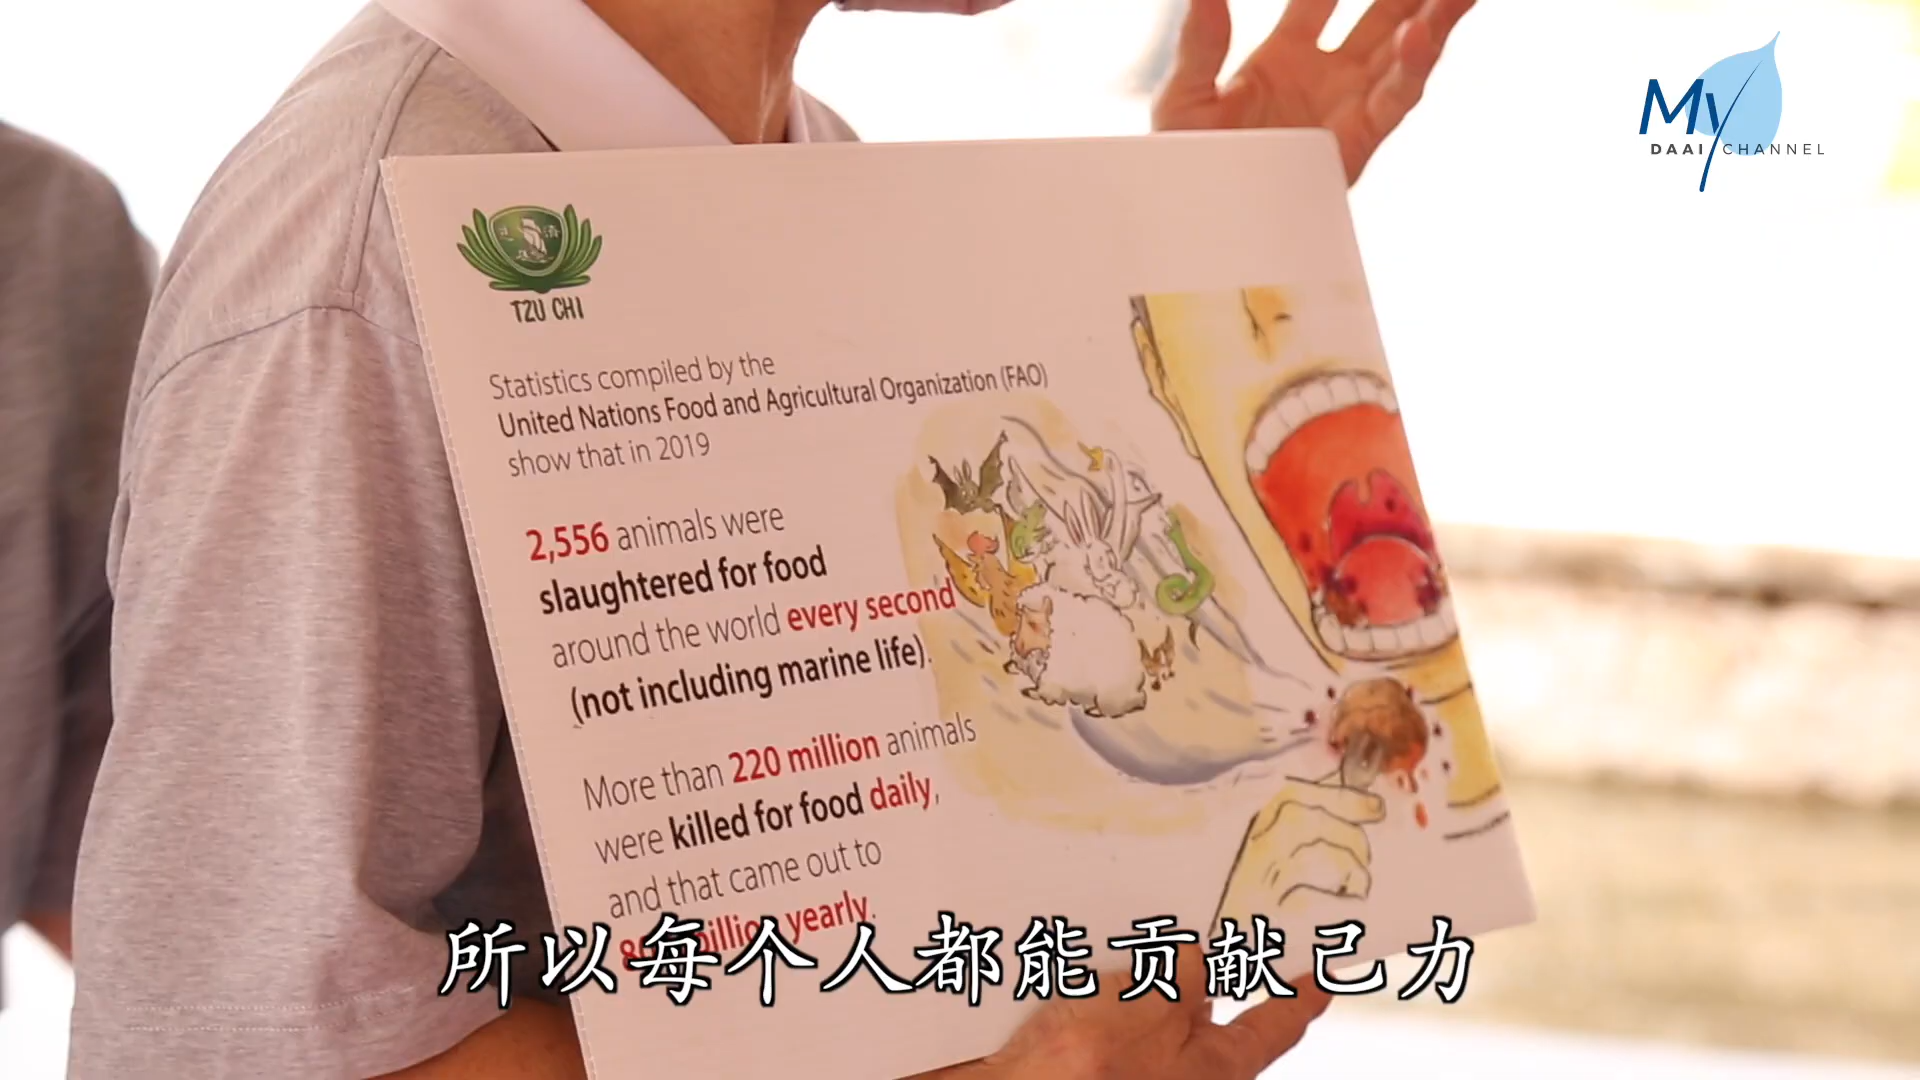 My
DAAI CHANNEL
TZU CHI
Statistics compiled by the
United Nations Food and Agricultural Organization (FAO)
show that in 2019
2,556 animals were
slaughtered for food
around the world every second
(not including marine life).
More than 220 million animals
were killed for food daily,
and that came out to
billion yearly.
所以每个人都能贡献己力